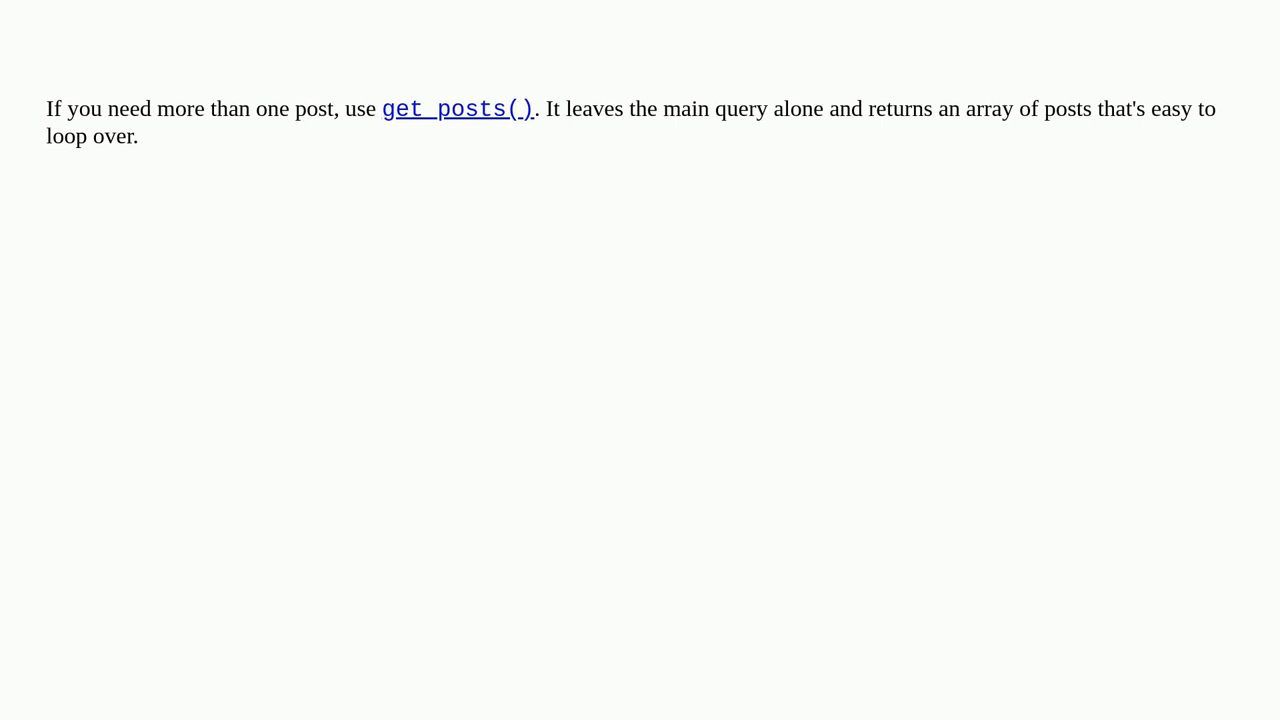 If you need more than one post, use get_posts(). It leaves the main query alone and returns an array of posts that's easy to
loop over.